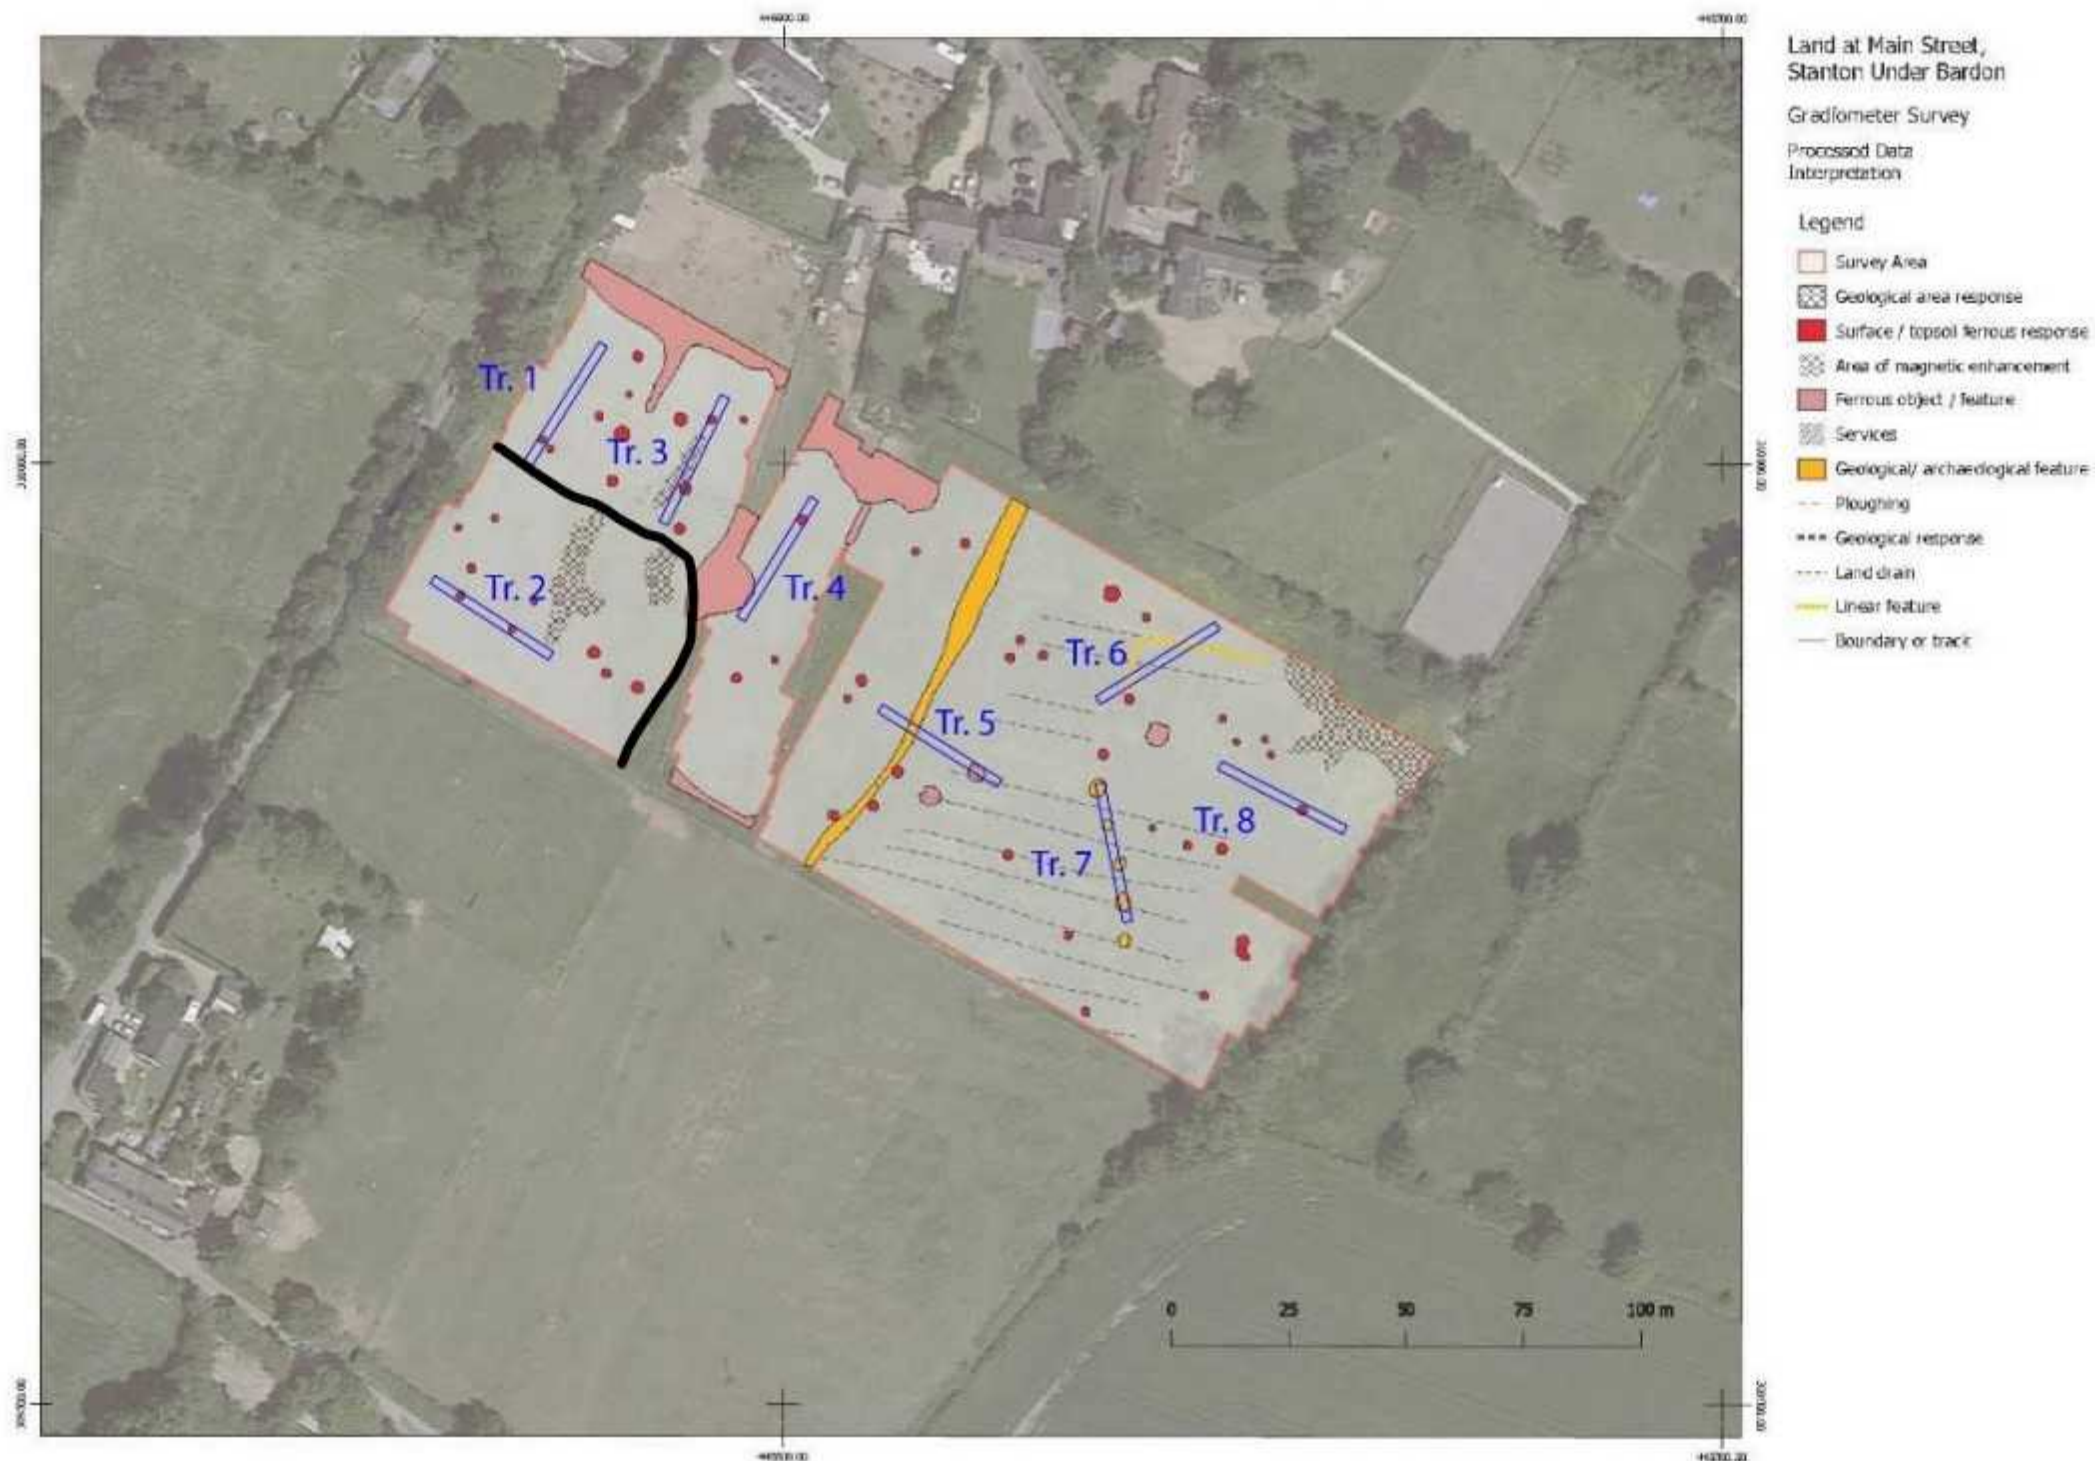 Land at Main Street,
Stanton Under Bardon
Gradiometer Survey
Processed Data
Interpretation
Legend
Survey Area
Geological area response
Surface / topsoil ferrous response
Area of magnetic enhancement
Ferrous object / feature
Services
Geological/ archaeological feature
Ploughing
Geological response
Land drain
Linear feature
Boundary or track
Tr. 1
Tr. 3
Tr. 2
Tr. 4
Tr. 6
Tr. 5
Tr. 8
Tr. 7
0 25 50 75 100 m